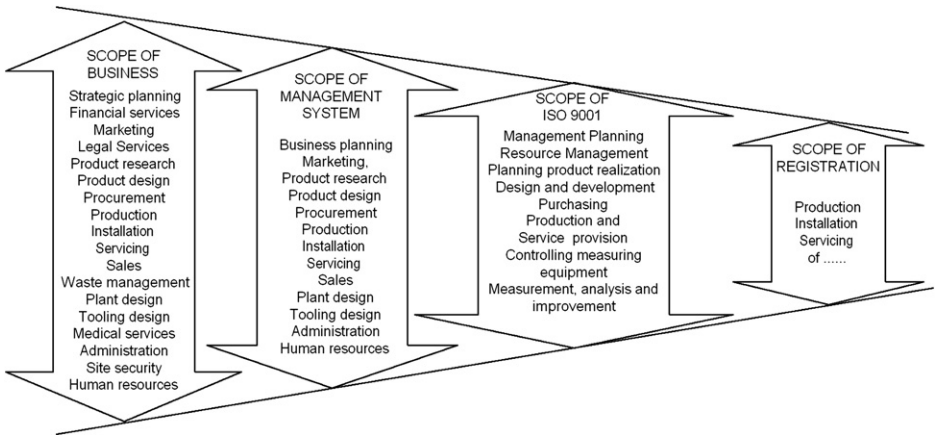 SCOPE OF
BUSINESS
Strategic planning
Financial services
Marketing
Legal Services
Product research
Product design
Procurement
Production
Installation
Servicing
Sales
Waste management
Plant design
Tooling design
Medical services
Administration
Site security
Human resources
SCOPE OF
MANAGEMENT
SYSTEM
Business planning
Marketing,
Product research
Product design
Procurement
Production
Installation
Servicing
Sales
Plant design
Tooling design
Administration
Human resources
SCOPE OF
ISO 9001
Management Planning
Resource Management
Planning product realization
Design and development
Purchasing
Production and
Service provision
Controlling measuring
equipment
Measurement, analysis and
improvement
SCOPE OF
REGISTRATION
Production
Installation
Servicing
of ......